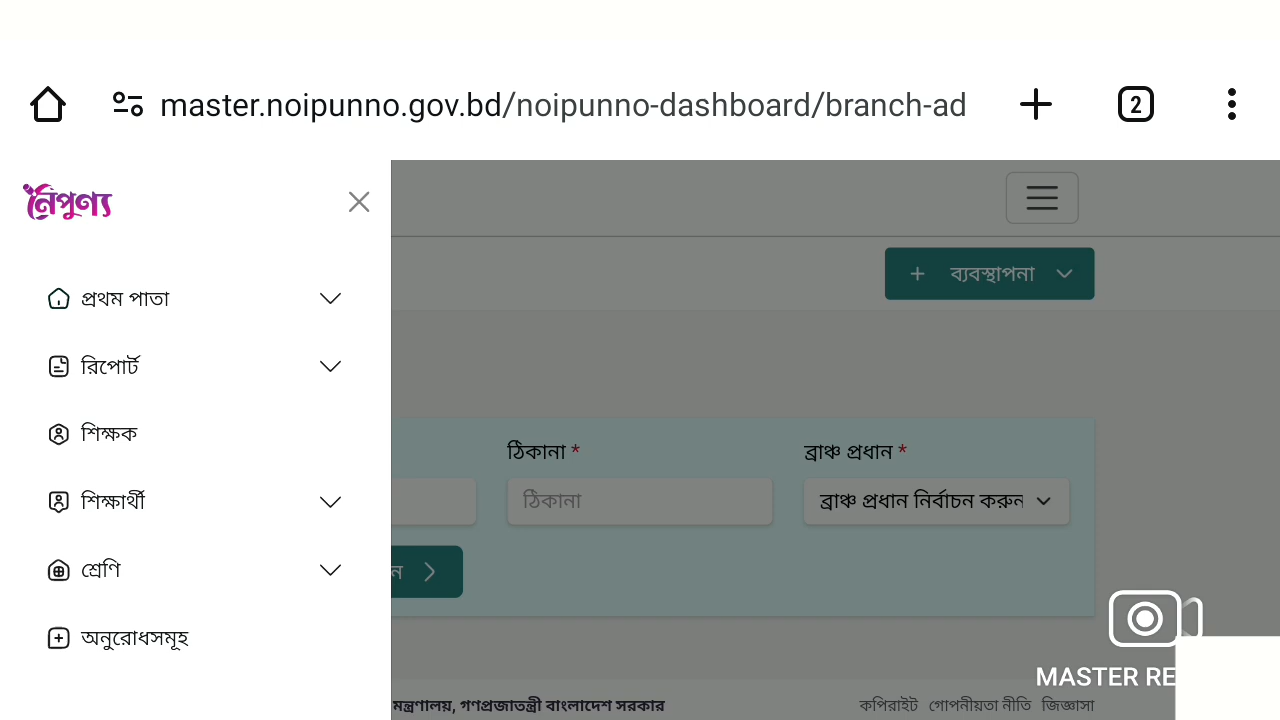 master.noipunno.gov.bd/noipunno-dashboard/branch-ad
2
নৈপুণ্য
ব্যবস্থাপনা
প্রথম পাতা
রিপোর্ট
শিক্ষক
শিক্ষার্থী
শ্রেণি
অনুরোধসমূহ
ঠিকানা *
ব্রাঞ্চ প্রধান *
ঠিকানা
ব্রাঞ্চ প্রধান নির্বাচন করুন
ন
MASTER RE
মন্ত্রণালয়, গণপ্রজাতন্ত্রী বাংলাদেশ সরকার
কপিরাইট গোপনীয়তা নীতি জিজ্ঞাসা